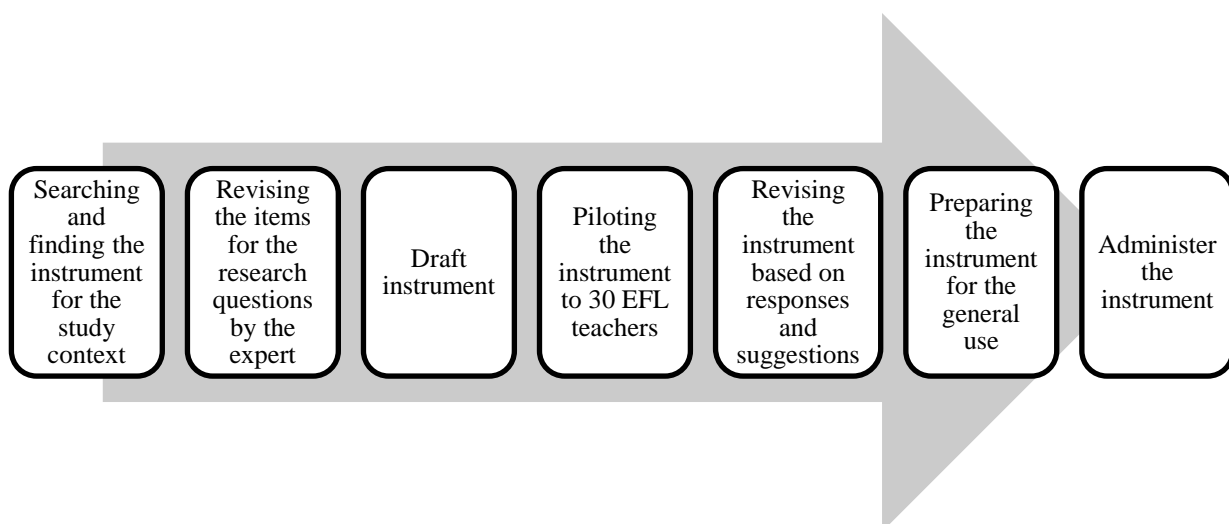 Searching
and
finding the
instrument
for the
study
context
Revising
the items
for the
research
questions
by the
expert
Draft
instrument
Piloting
the
instrument
to 30 EFL
teachers
Revising
the
instrument
based on
responses
and
suggestions
Preparing
the
instrument
for the
general
use
Administer
the
instrument